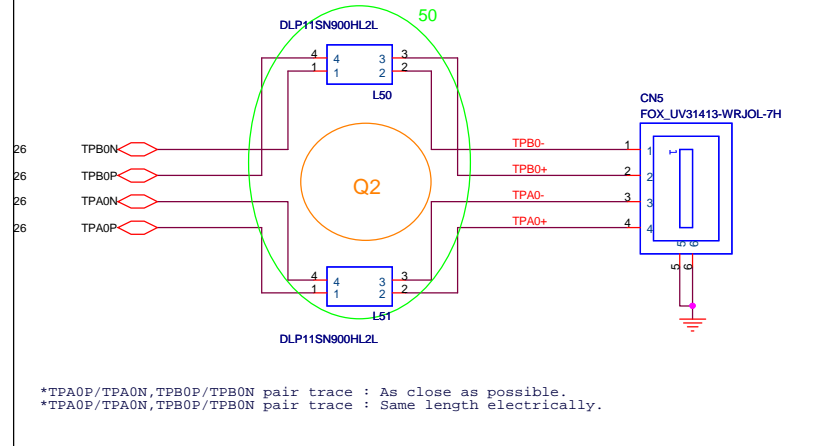 50
DLP11SN900HL2L
4 4 3 3
1 1 2 2
L50
CN5
FOX_UV31413-WRJOL-7H
26 TPB0N TPB0- 1 1
26 TPB0P TPB0+ 2 2
Q2
26 TPA0N TPA0- 3 3
26 TPA0P TPA0+ 4 4
1
5 6
5 6
4 4 3 3
1 1 2 2
L51
DLP11SN900HL2L
*TPA0P/TPA0N,TPB0P/TPB0N pair trace : As close as possible.
*TPA0P/TPA0N,TPB0P/TPB0N pair trace : Same length electrically.